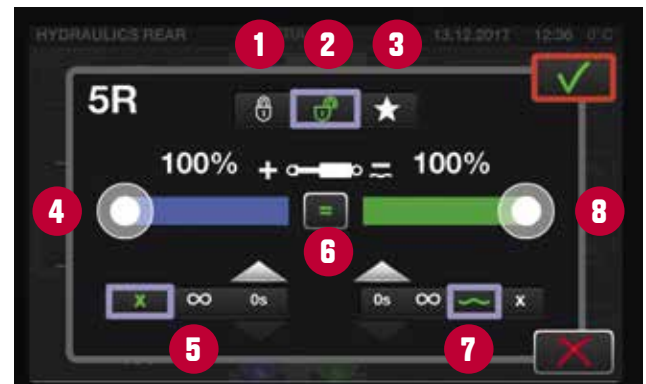 HYDRAULICS REAR 13.12.2017 12:36 0°C
1 2 3
5R
100% + = 100%
4 = 8
6
x ∞ 0s 0s ∞ x
5 7